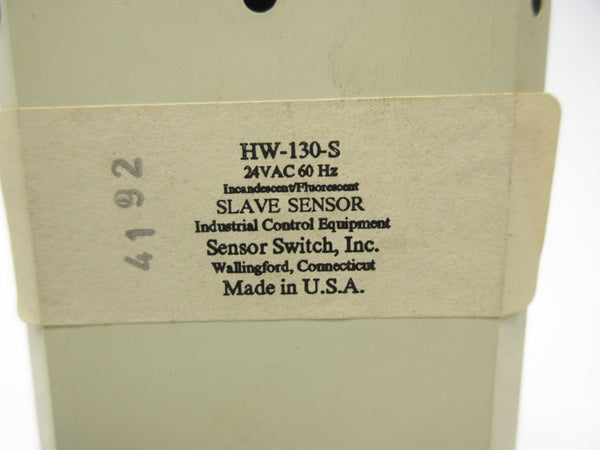 HW-130-S
24VAC 60 Hz
Incandescent/Fluorescent
SLAVE SENSOR
Industrial Control Equipment
Sensor Switch, Inc.
Wallingford, Connecticut
Made in U.S.A.
4192